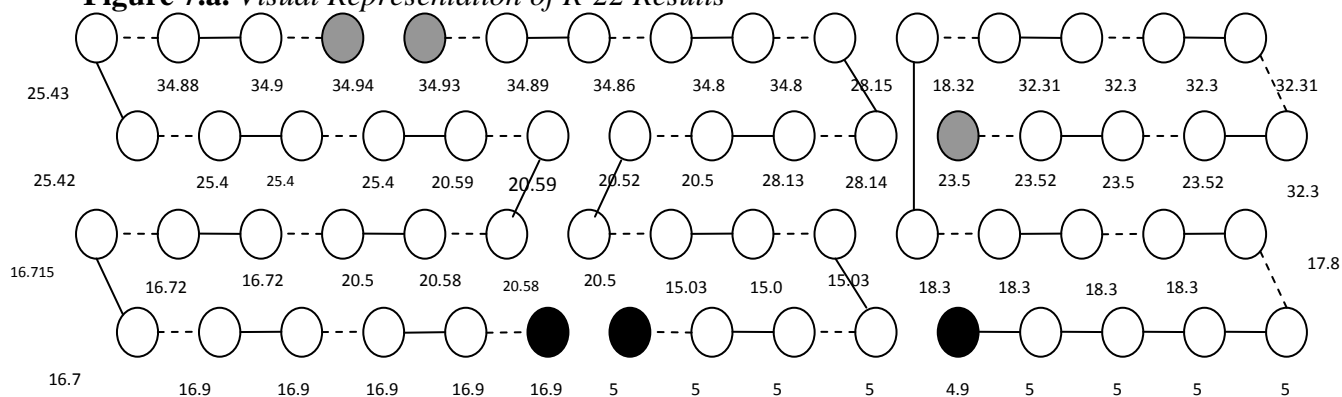 Figure 7.a. Visual Representation of R-22 Results
25.43 34.88 34.9 34.94 34.93 34.89 34.86 34.8 34.8 28.15 18.32 32.31 32.3 32.3 32.31
25.42 25.4 25.4 25.4 20.59 20.59 20.52 20.5 28.13 28.14 23.5 23.52 23.5 23.52 32.3
16.715 16.72 16.72 20.5 20.58 20.58 20.5 15.03 15.0 15.03 18.3 18.3 18.3 18.3 17.8
16.7 16.9 16.9 16.9 16.9 16.9 5 5 5 5 4.9 5 5 5 5